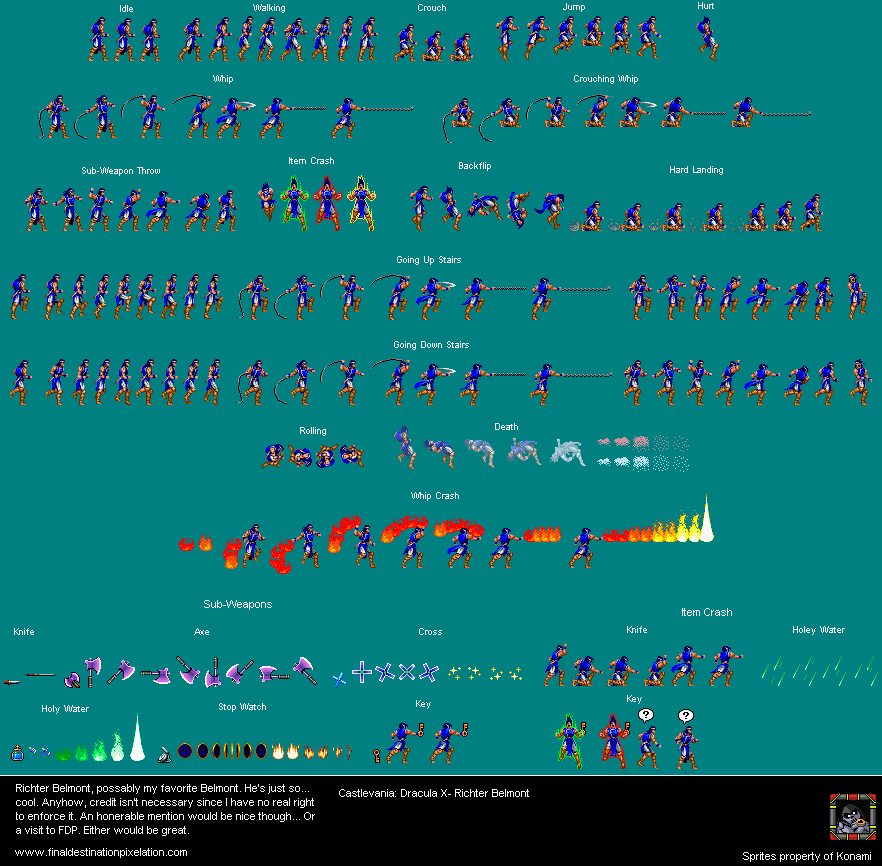 Idle
Walking
Crouch
Jump
Hurt
Whip
Crouching Whip
Sub-Weapon Throw
Item Crash
Backflip
Hard Landing
Going Up Stairs
Going Down Stairs
Rolling
Death
Whip Crash
Sub-Weapons
Item Crash
Knife
Axe
Cross
Knife
Holey Water
Holy Water
Stop Watch
Key
Key
?
?
Richter Belmont, possably my favorite Belmont. He's just so...
cool. Anyhow, credit isn't necessary since I have no real right
to enforce it. An honerable mention would be nice though... Or
a visit to FDP. Either would be great.
www.finaldestinationpixelation.com
Castlevania: Dracula X- Richter Belmont
Sprites property of Konami